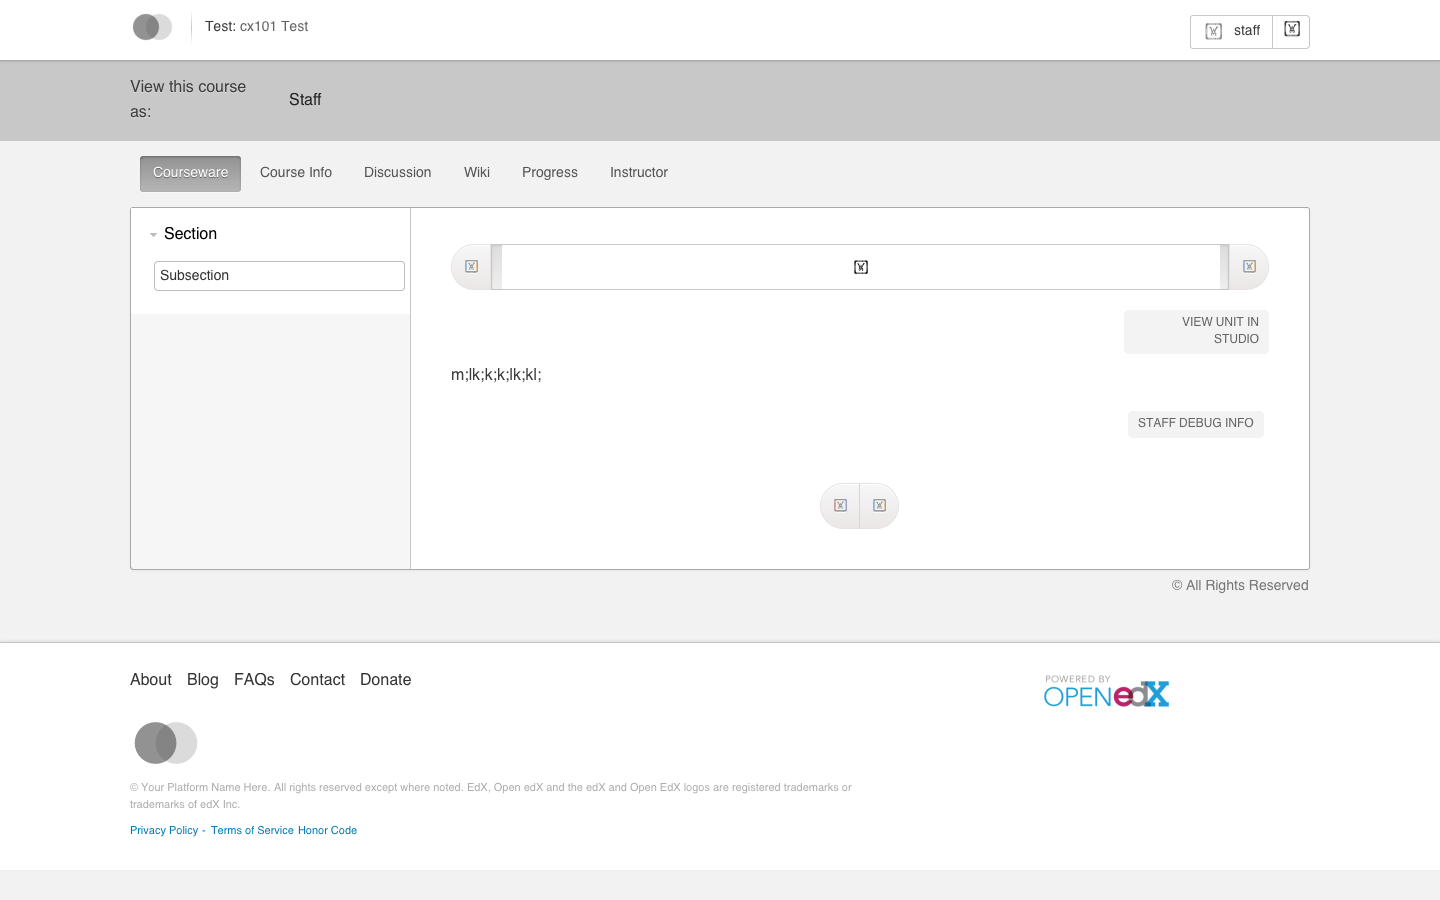 Test: cx101 Test
staff
View this course
as:
Staff
Courseware
Course Info
Discussion
Wiki
Progress
Instructor
Section
Subsection
VIEW UNIT IN
STUDIO
m;lk;k;k;lk;kl;
STAFF DEBUG INFO
© All Rights Reserved
About
Blog
FAQs
Contact
Donate
POWERED BY
OPEN edX
© Your Platform Name Here. All rights reserved except where noted. EdX, Open edX and the edX and Open EdX logos are registered trademarks or
trademarks of edX Inc.
Privacy Policy - Terms of Service Honor Code